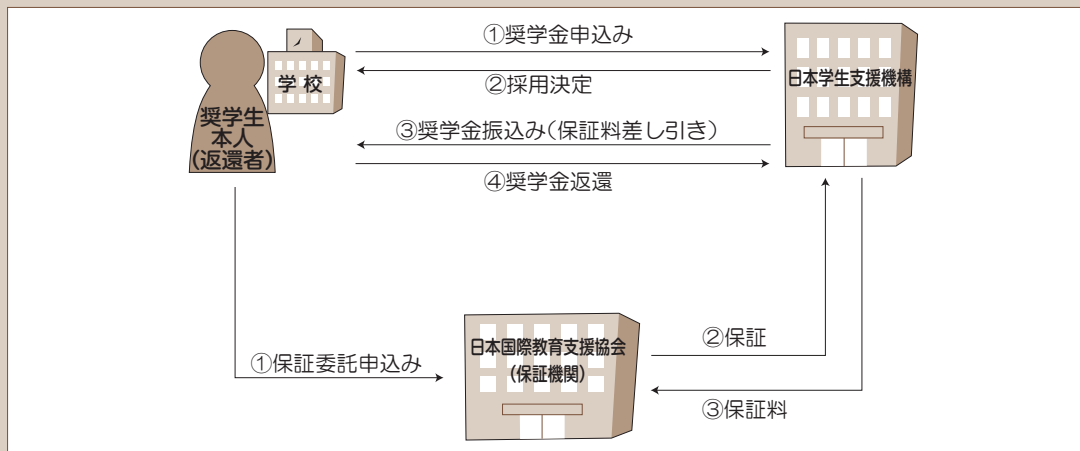 ①奨学金申込み
学校
②採用決定
日本学生支援機構
奨学生
本人
(返還者)
③奨学金振込み(保証料差し引き)
④奨学金返還
日本国際教育支援協会
(保証機関)
②保証
①保証委託申込み
③保証料